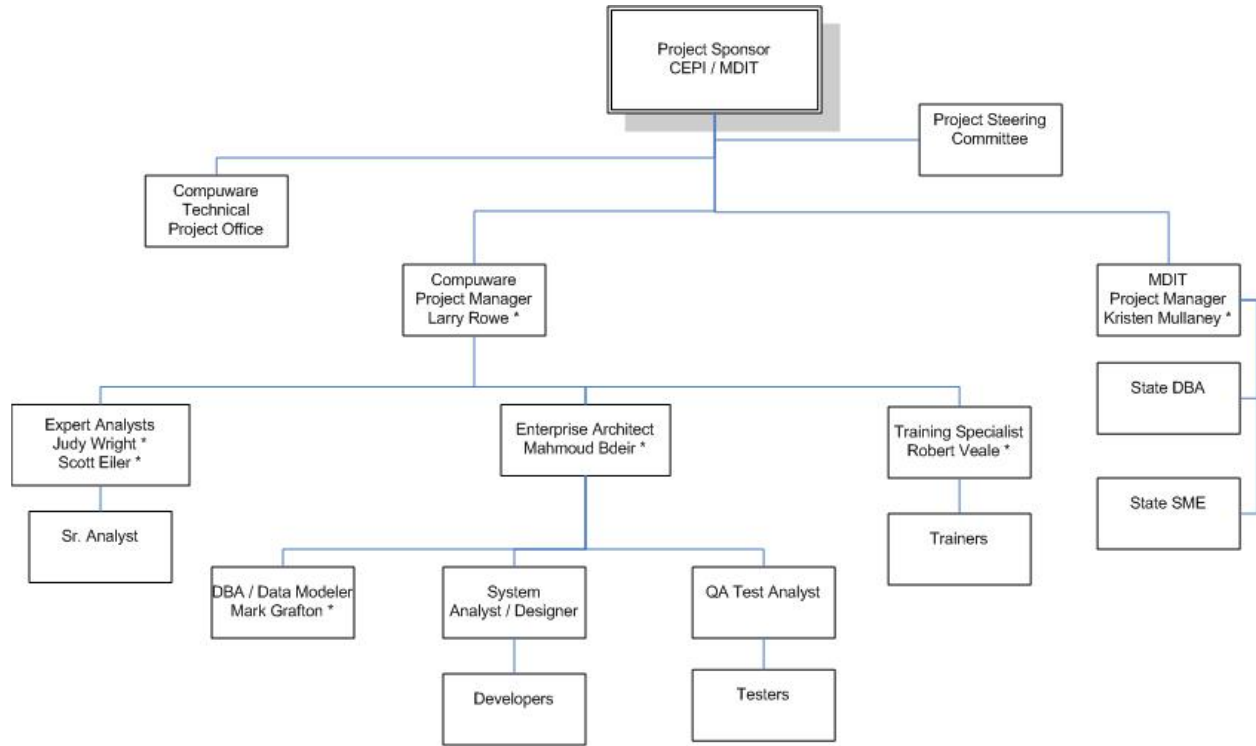 Project Sponsor
CEPI / MDIT
Project Steering
Committee
Compuware
Technical
Project Office
Compuware
Project Manager
Larry Rowe *
MDIT
Project Manager
Kristen Mullaney *
State DBA
Expert Analysts
Judy Wright *
Scott Eiler *
Enterprise Architect
Mahmoud Bdeir *
Training Specialist
Robert Veale *
State SME
Sr. Analyst
Trainers
DBA / Data Modeler
Mark Grafton *
System
Analyst / Designer
QA Test Analyst
Developers
Testers